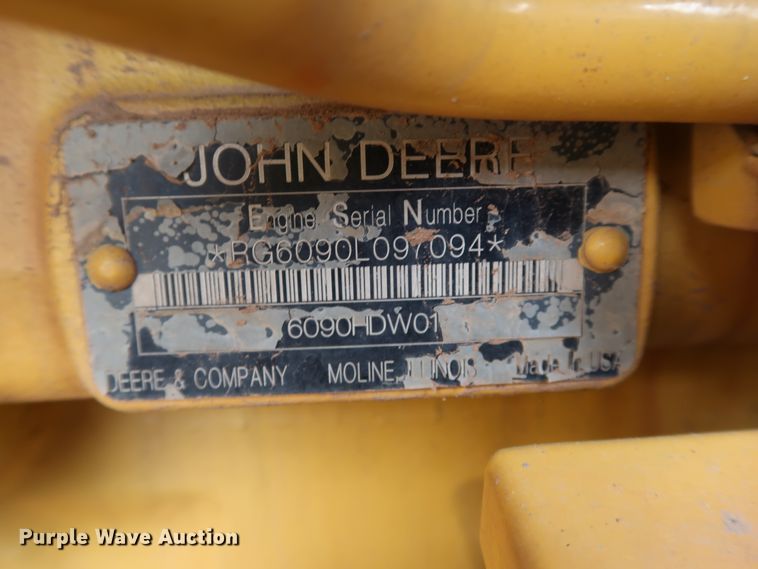 JOHN DEERE
Engine Serial Number
*RG6090L097094*
6090HDW01
DEERE & COMPANY MOLINE, ILLINOIS Made In USA
Purple Wave Auction